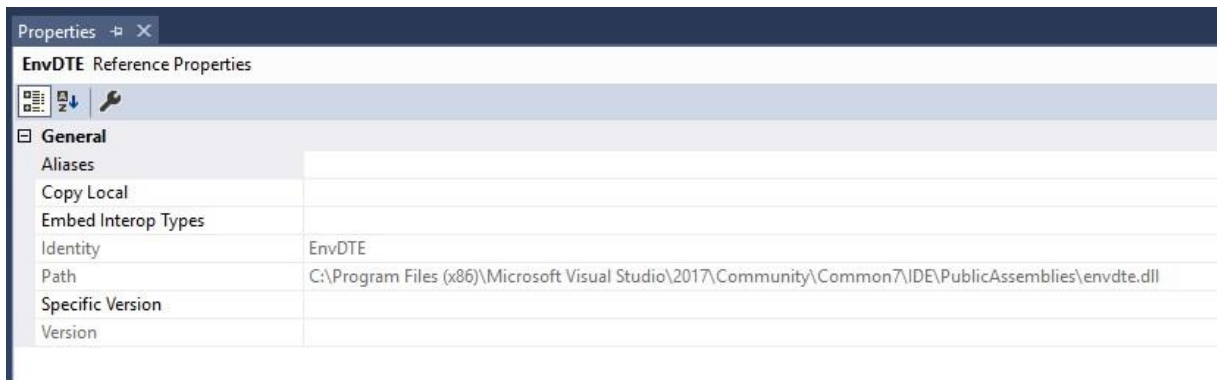 Properties
EnvDTE Reference Properties
General
Aliases
Copy Local
Embed Interop Types
Identity EnvDTE
Path C:\Program Files (x86)\Microsoft Visual Studio\2017\Community\Common7\IDE\PublicAssemblies\envdte.dll
Specific Version
Version